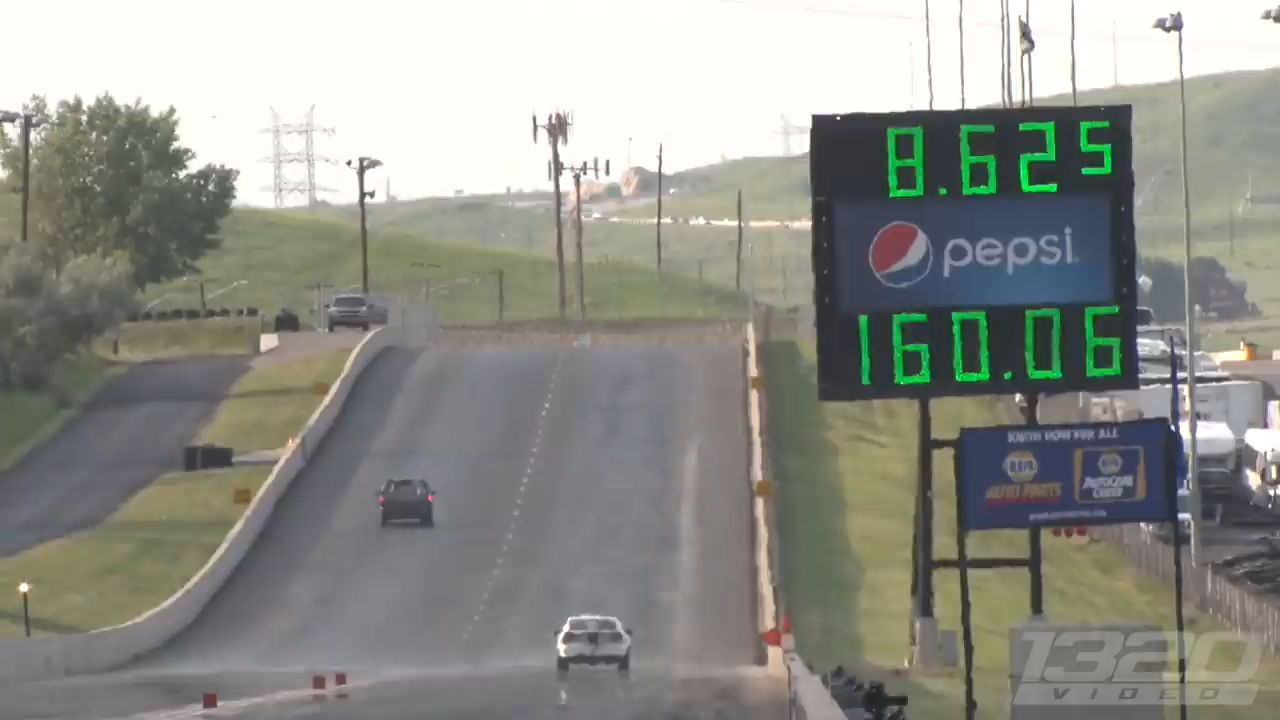 8.625
pepsi
160.06
NAPA
AUTO PARTS
NAPA
AUTOCARE
CENTER
1320
VIDEO